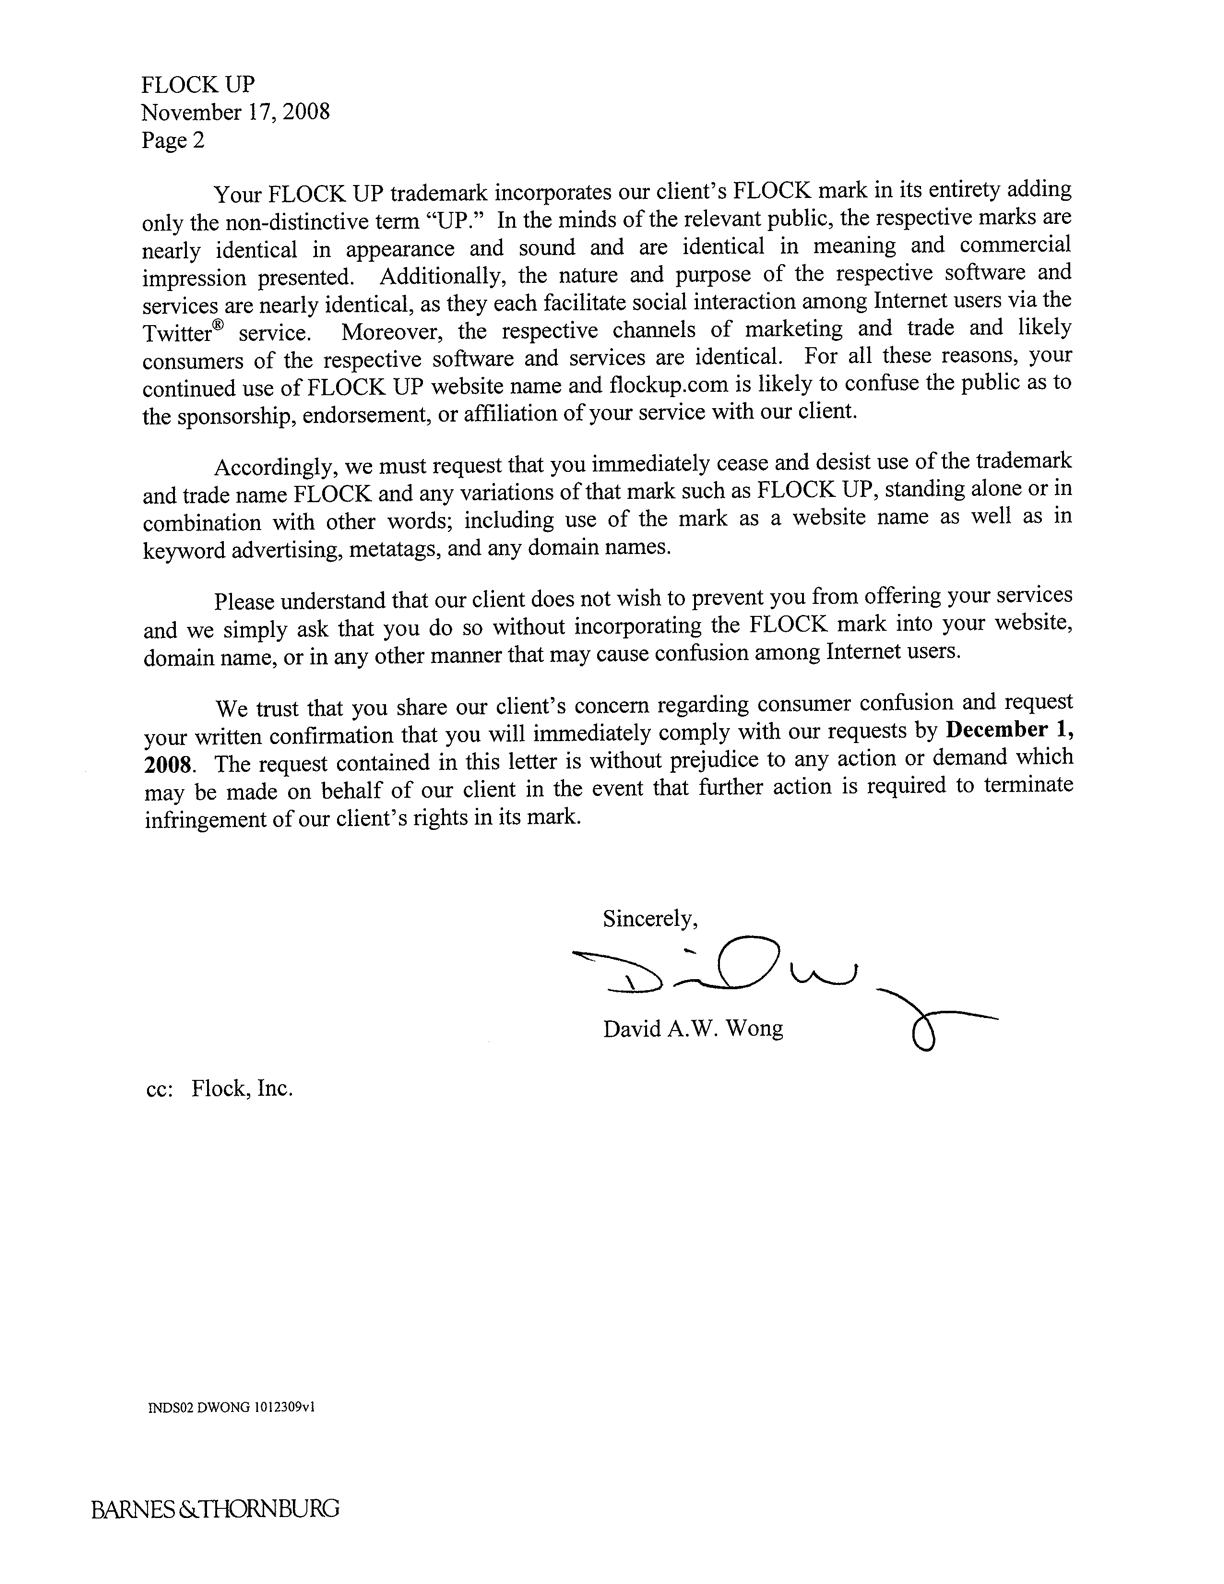 FLOCK UP
November 17, 2008
Page 2
Your FLOCK UP trademark incorporates our client's FLOCK mark in its entirety adding
only the non-distinctive term “UP.” In the minds of the relevant public, the respective marks are
nearly identical in appearance and sound and are identical in meaning and commercial
impression presented. Additionally, the nature and purpose of the respective software and
services are nearly identical, as they each facilitate social interaction among Internet users via the
Twitter® service. Moreover, the respective channels of marketing and trade and likely
consumers of the respective software and services are identical. For all these reasons, your
continued use of FLOCK UP website name and flockup.com is likely to confuse the public as to
the sponsorship, endorsement, or affiliation of your service with our client.
Accordingly, we must request that you immediately cease and desist use of the trademark
and trade name FLOCK and any variations of that mark such as FLOCK UP, standing alone or in
combination with other words; including use of the mark as a website name as well as in
keyword advertising, metatags, and any domain names.
Please understand that our client does not wish to prevent you from offering your services
and we simply ask that you do so without incorporating the FLOCK mark into your website,
domain name, or in any other manner that may cause confusion among Internet users.
We trust that you share our client's concern regarding consumer confusion and request
your written confirmation that you will immediately comply with our requests by December 1,
2008. The request contained in this letter is without prejudice to any action or demand which
may be made on behalf of our client in the event that further action is required to terminate
infringement of our client's rights in its mark.
Sincerely,
David A.W. Wong
cc: Flock, Inc.
INDS02 DWONG 1012309v1
BARNES & THORNBURG